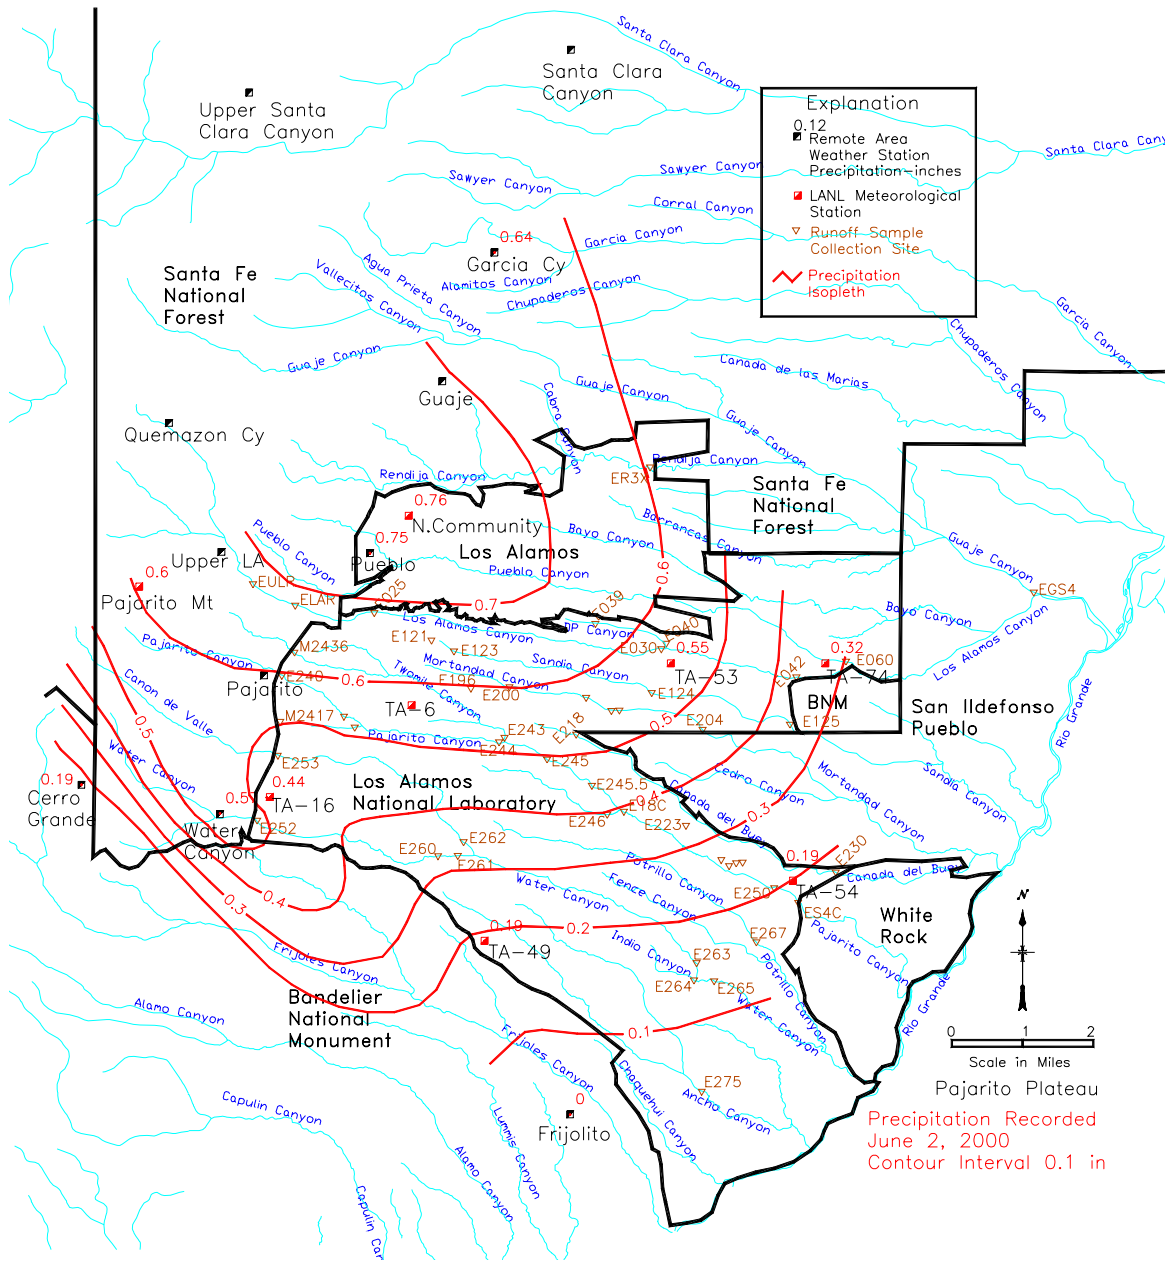 Santa Clara Canyon
Santa Clara
Canyon
Upper Santa
Clara Canyon
Explanation
0.12
Remote Area
Weather Station
Precipitation-inches
LANL Meteorological
Station
Runoff Sample
Collection Site
Precipitation
Isopleth
Sawyer Canyon
Sawyer Canyon
Corral Canyon
0.64
Garcia Canyon
Garcia Cy
Alamitos Canyon
Chupaderos Canyon
Agua Prieta Canyon
Vallecitos Canyon
Santa Fe
National
Forest
Guaje Canyon
Garcia Canyon
Chupaderos Canyon
Canada de las Marias
Guaje
Guaje Canyon
Cabra Canyon
Guaje Canyon
Quemazon Cy
Rendija Canyon
Rendija Canyon
ER3X
Santa Fe
National
Forest
0.76
N.Community
0.75
Pueblo
Los Alamos
Bayo Canyon
Barrancas Canyon
Pueblo Canyon
Pueblo Canyon
Guaje Canyon
Upper LA
EULR
ELAR
0.6
Pajarito Mt
0.7
0.6
E039
EGS4
Bayo Canyon
Los Alamos Canyon
Los Alamos Canyon
DP Canyon
E040
E030
0.55
TA-53
0.32
E060
TA-74
E042
BNM
E125
San Ildefonso
Pueblo
Rio Grande
M2436
E121
E123
Pajarito Canyon
E240
Pajarito
0.6
Mortandad Canyon
Sandia Canyon
Twomile Canyon
E196
E200
TA-6
E124
0.5
E204
Canon de Valle
M2417
Pajarito Canyon
E243
E244
E218
E245
Water Canyon
0.5
E253
0.19
Cerro
Grande
0.44
TA-16
Water
Canyon
E252
Los Alamos
National Laboratory
E245.5
0.4
E18C
E246
E223
Canada del Buey
Cedro Canyon
0.3
Mortandad Canyon
Sandia Canyon
E262
E260
E261
0.4
0.3
Water Canyon
Potrillo Canyon
Fence Canyon
0.19
TA-54
E250
E230
Canada del Buey
ES4C
White
Rock
0.19
TA-49
0.2
Indio Canyon
E267
Pajarito Canyon
Potrillo Canyon
E263
E264
E265
Water Canyon
Frijoles Canyon
Bandelier
National
Monument
Alamo Canyon
0.1
Frijoles Canyon
Chaquehui Canyon
E275
Ancho Canyon
Rio Grande
0
Frijolito
Capulin Canyon
Lummis Canyon
Alamo Canyon
N
0 1 2
Scale in Miles
Pajarito Plateau
Precipitation Recorded
June 2, 2000
Contour Interval 0.1 in